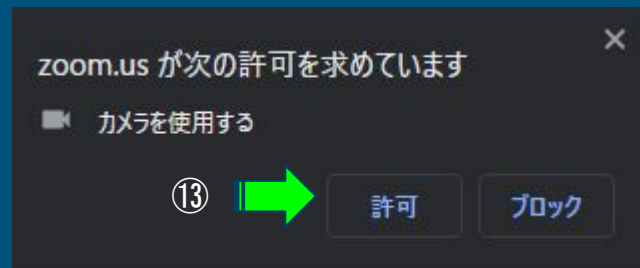 zoom.us が次の許可を求めています
カメラを使用する
⑬
許可
ブロック